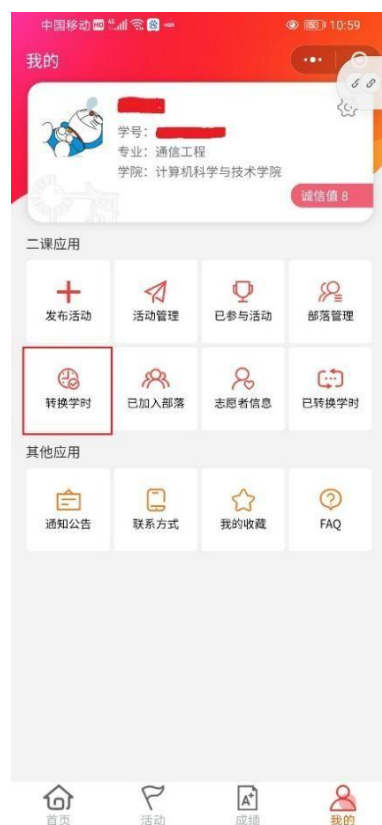 中国移动 10:59
我的
学号：
专业：通信工程
学院：计算机科学与技术学院
诚信值 8
二课应用
发布活动 活动管理 已参与活动 部落管理
转换学时 已加入部落 志愿者信息 已转换学时
其他应用
通知公告 联系方式 我的收藏 FAQ
首页 活动 成绩 我的